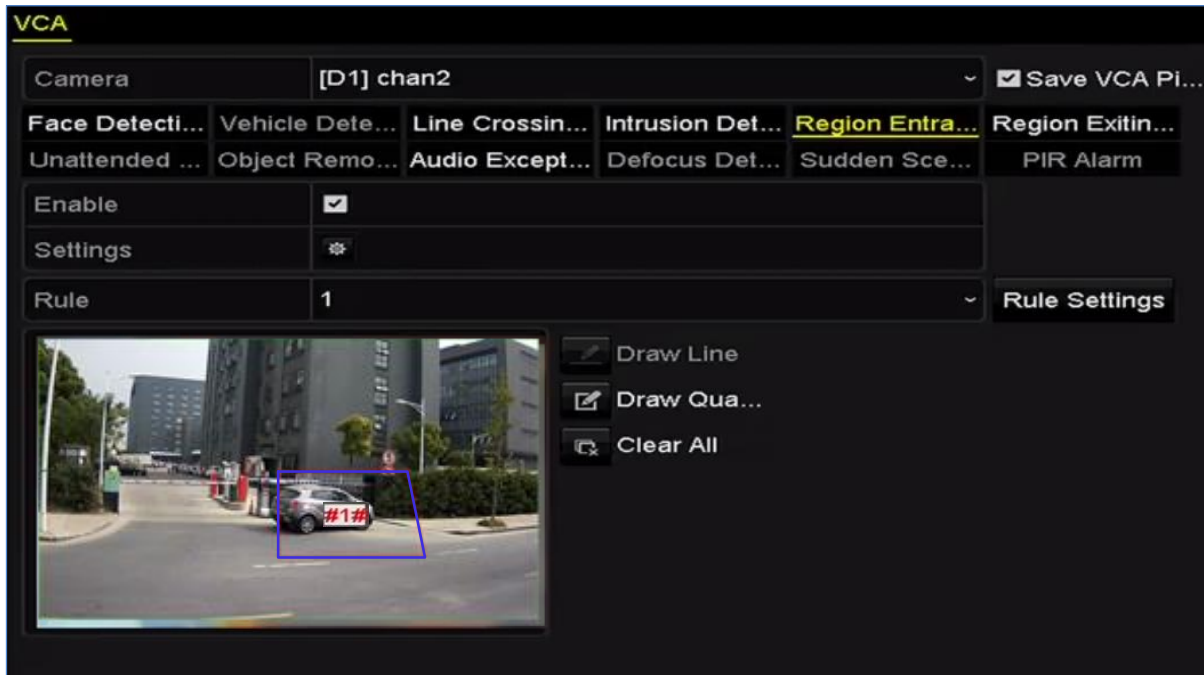 VCA
Camera [D1] chan2 Save VCA Pi...
Face Detecti... Vehicle Dete... Line Crossin... Intrusion Det... Region Entra... Region Exitin...
Unattended ... Object Remo... Audio Except... Defocus Det... Sudden Sce... PIR Alarm
Enable
Settings
Rule 1 Rule Settings
Draw Line
Draw Qua...
Clear All
#1#